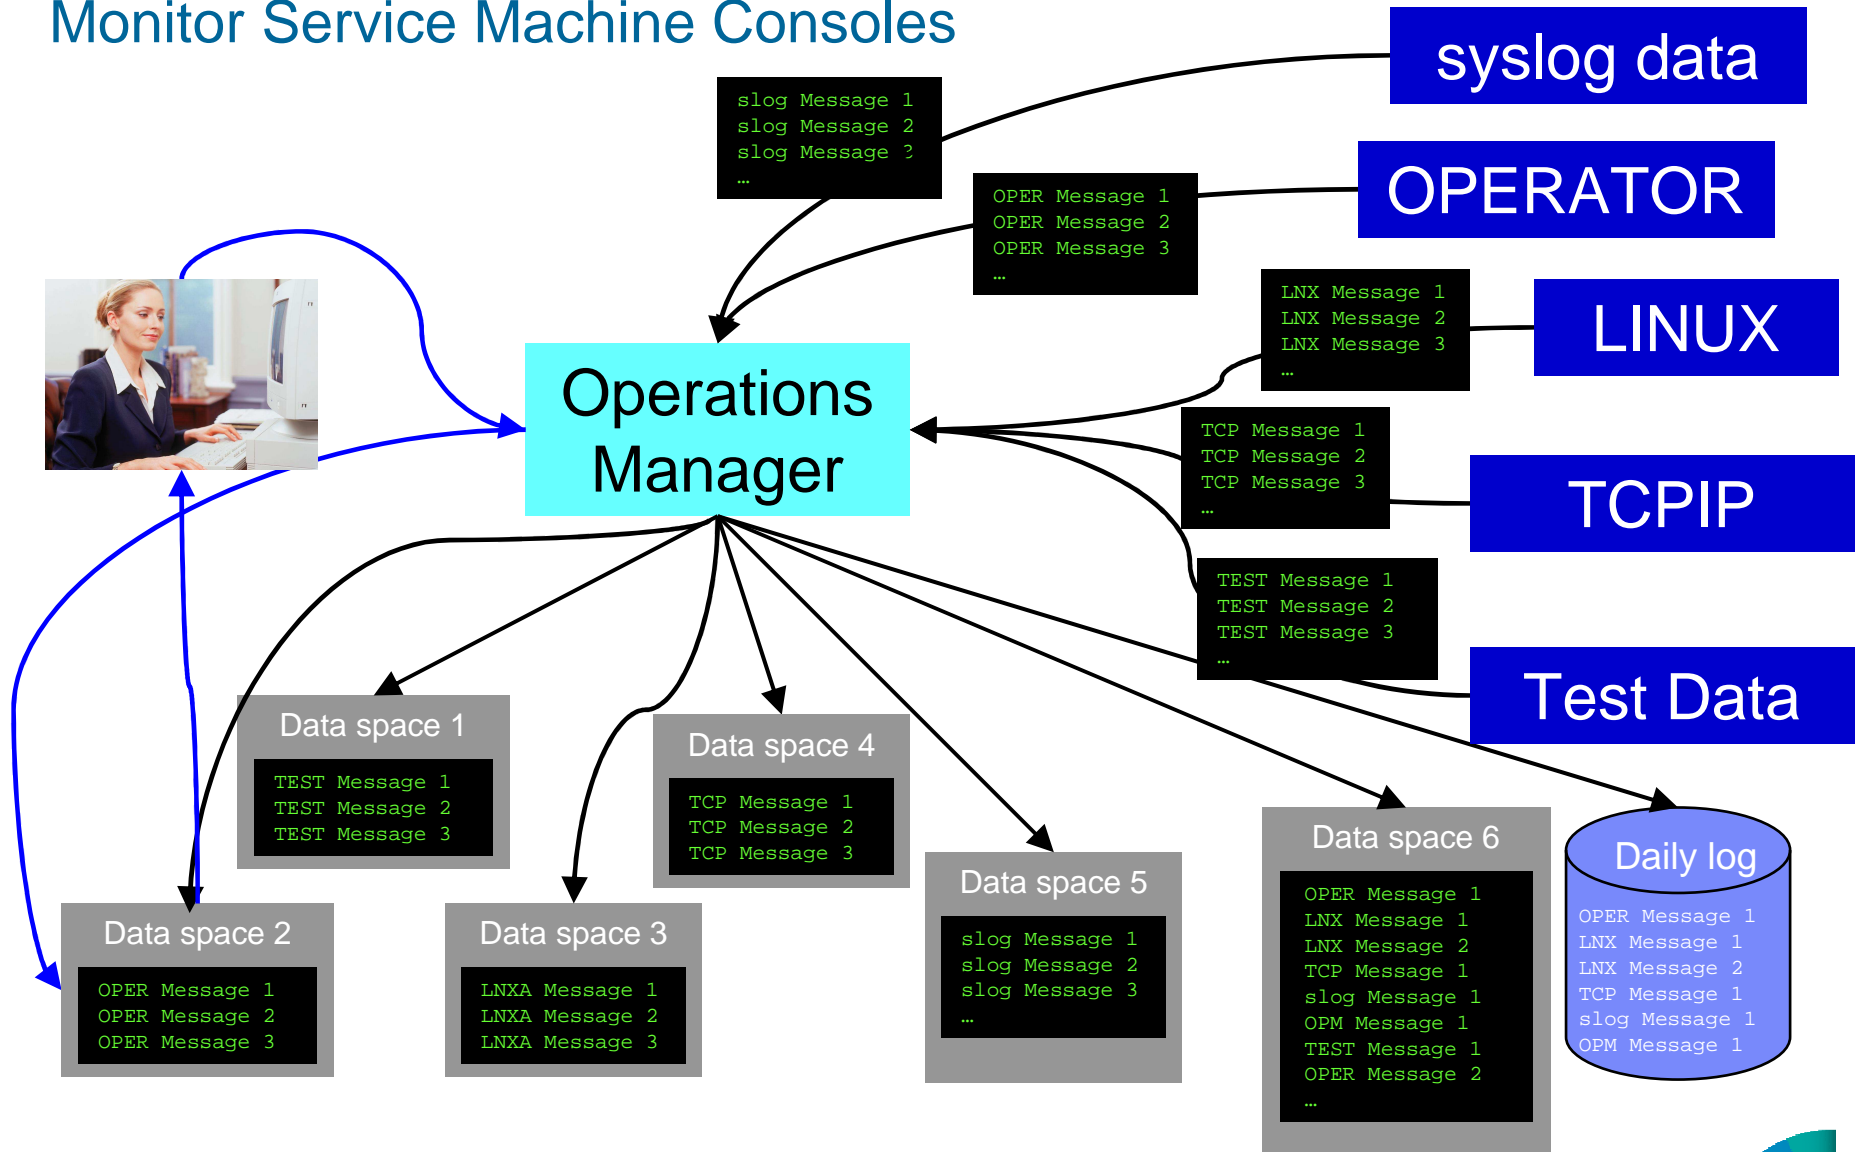 Monitor Service Machine Consoles
syslog data
slog Message 1
slog Message 2
slog Message 3
…
OPERATOR
OPER Message 1
OPER Message 2
OPER Message 3
…
LINUX
LNX Message 1
LNX Message 2
LNX Message 3
…
Operations
Manager
TCPIP
TCP Message 1
TCP Message 2
TCP Message 3
…
TEST Message 1
TEST Message 2
TEST Message 3
…
Test Data
Data space 1
TEST Message 1
TEST Message 2
TEST Message 3
Data space 4
TCP Message 1
TCP Message 2
TCP Message 3
Data space 2
OPER Message 1
OPER Message 2
OPER Message 3
Data space 3
LNXA Message 1
LNXA Message 2
LNXA Message 3
Data space 5
slog Message 1
slog Message 2
slog Message 3
…
Data space 6
OPER Message 1
LNX Message 1
LNX Message 2
TCP Message 1
slog Message 1
OPM Message 1
TEST Message 1
OPER Message 2
…
Daily log
OPER Message 1
LNX Message 1
LNX Message 2
TCP Message 1
slog Message 1
OPM Message 1